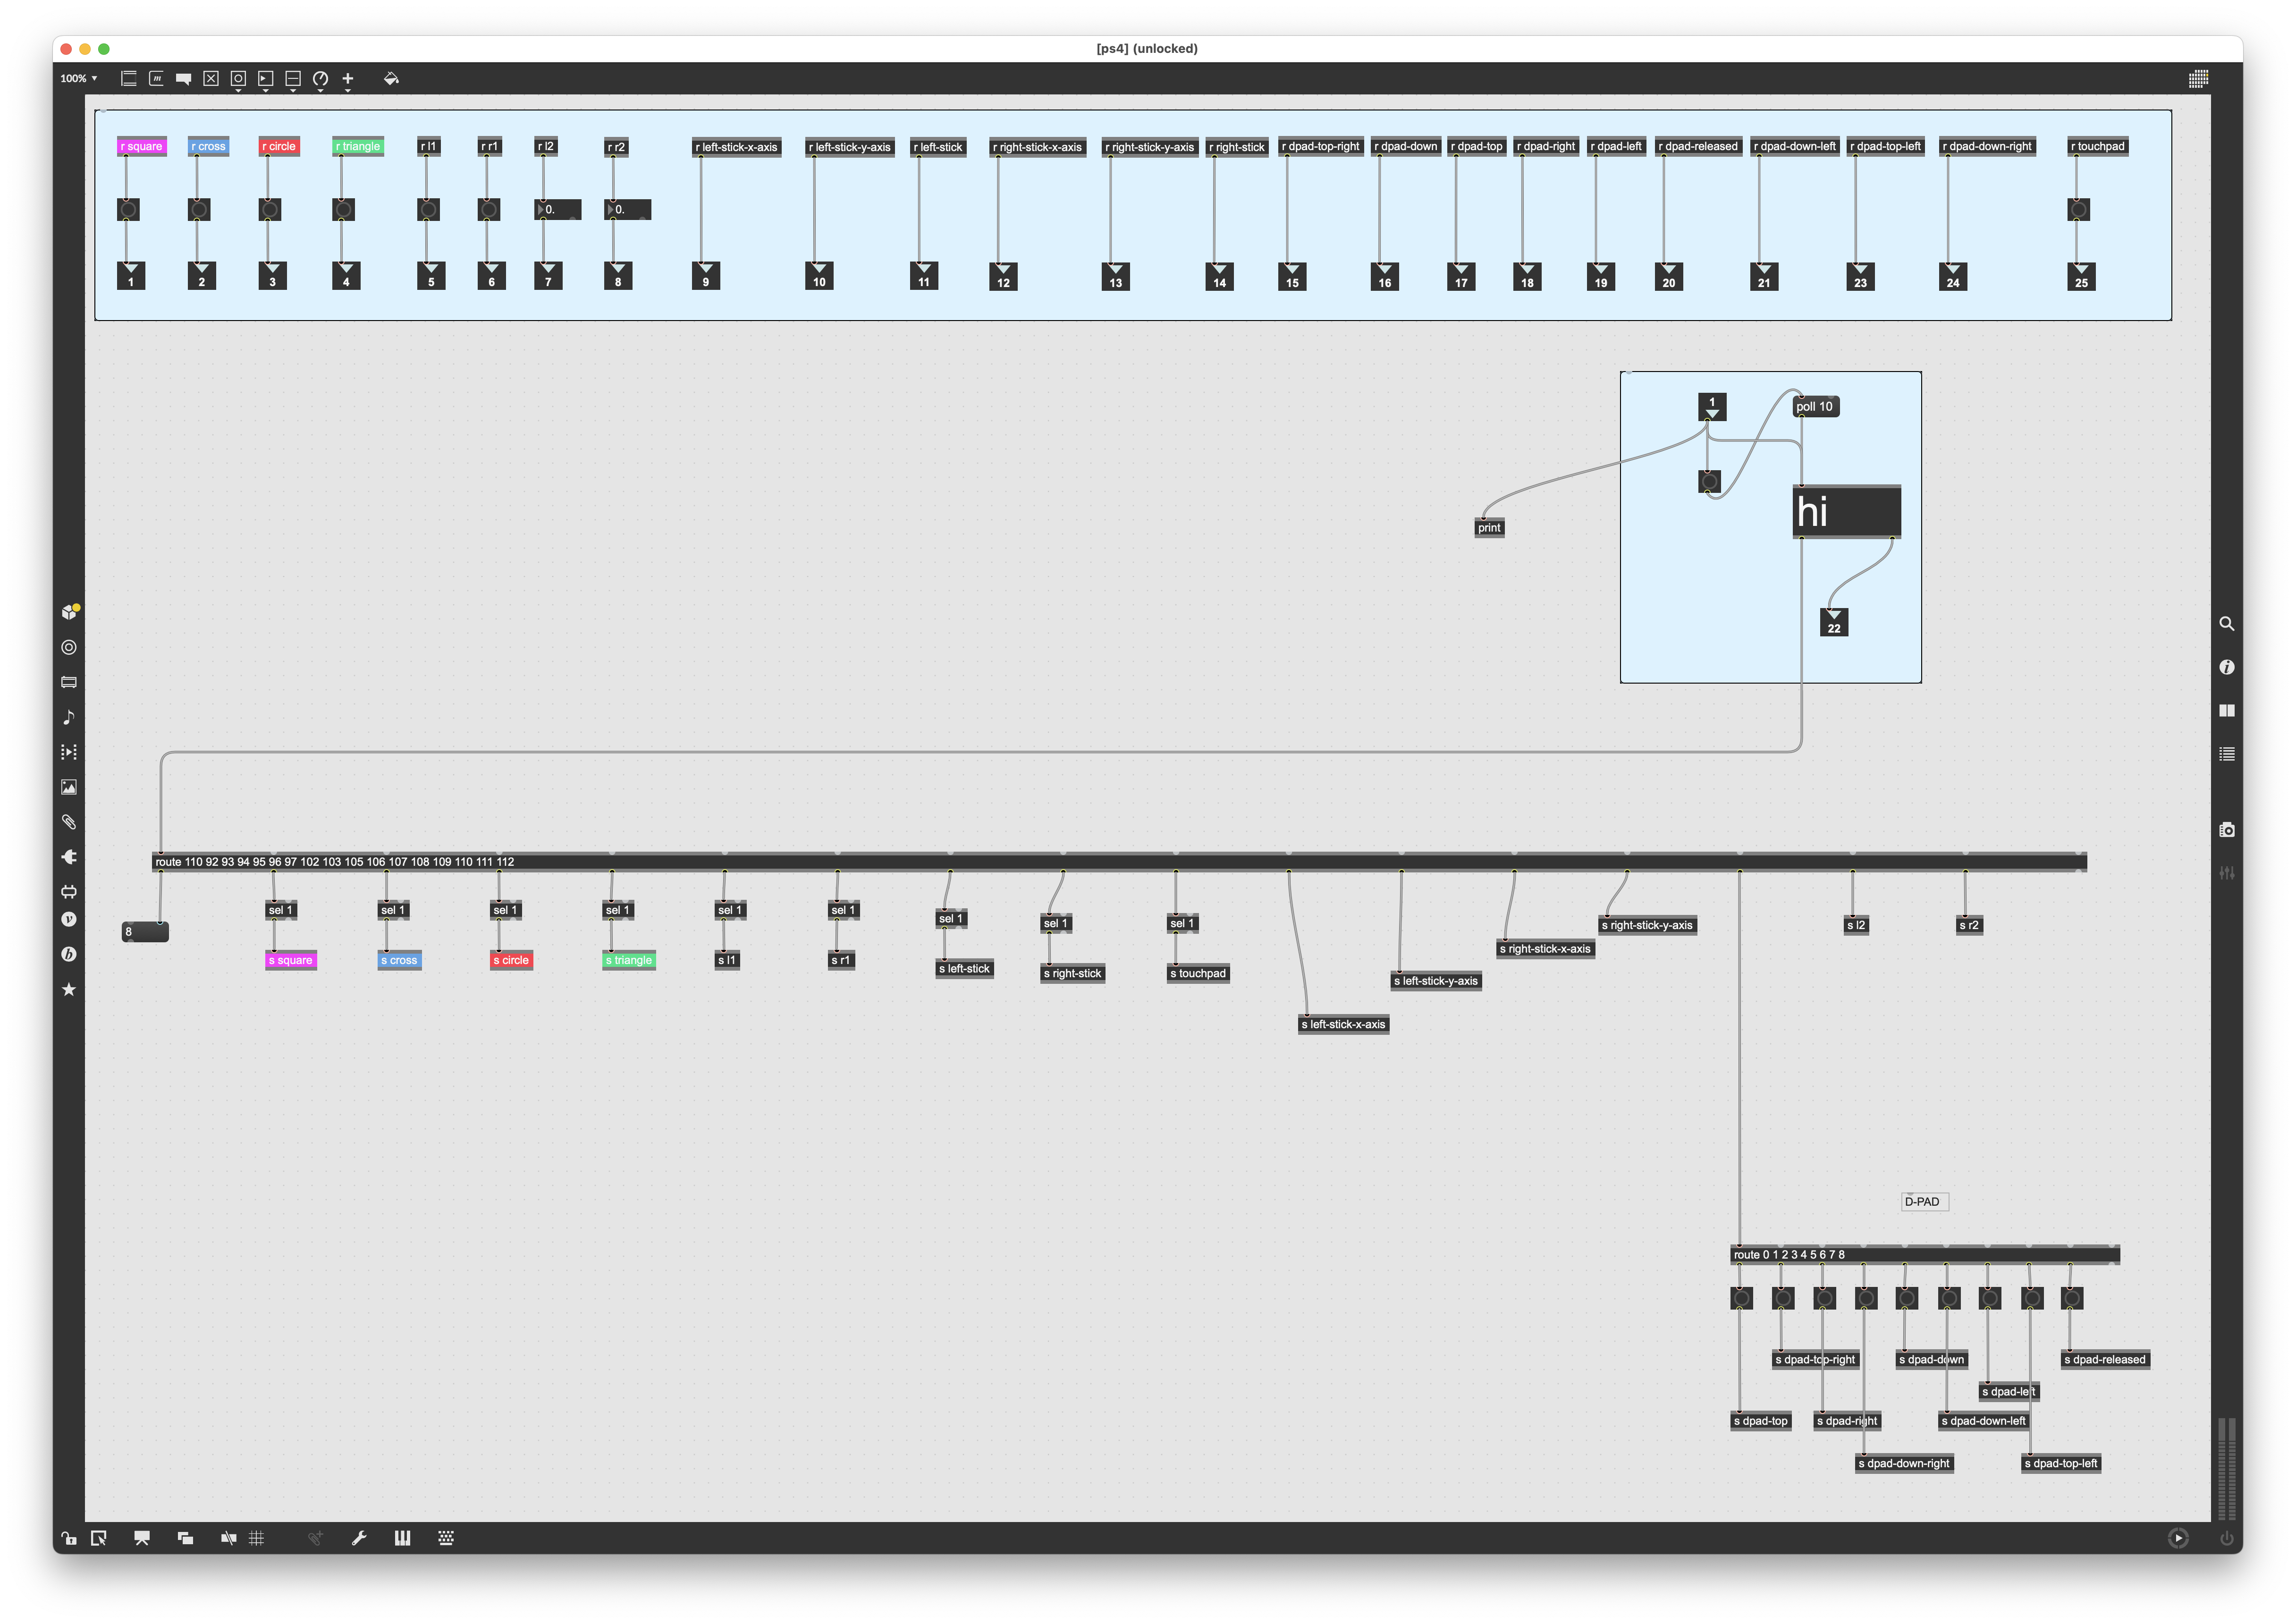 [ps4] (unlocked)
100%
r square
r cross
r circle
r triangle
r l1
r r1
r l2
r r2
r left-stick-x-axis
r left-stick-y-axis
r left-stick
r right-stick-x-axis
r right-stick-y-axis
r right-stick
r dpad-top-right
r dpad-down
r dpad-top
r dpad-right
r dpad-left
r dpad-released
r dpad-down-left
r dpad-top-left
r dpad-down-right
r touchpad
0.
0.
1
2
3
4
5
6
7
8
9
10
11
12
13
14
15
16
17
18
19
20
21
23
24
25
1
poll 10
hi
print
22
route 110 92 93 94 95 96 97 102 103 105 106 107 108 109 110 111 112
8
sel 1
sel 1
sel 1
sel 1
sel 1
sel 1
sel 1
sel 1
sel 1
s right-stick-y-axis
s l2
s r2
s square
s cross
s circle
s triangle
s l1
s r1
s left-stick
s right-stick
s touchpad
s right-stick-x-axis
s left-stick-y-axis
s left-stick-x-axis
D-PAD
route 0 1 2 3 4 5 6 7 8
s dpad-top-right
s dpad-down
s dpad-released
s dpad-left
s dpad-top
s dpad-right
s dpad-down-left
s dpad-down-right
s dpad-top-left